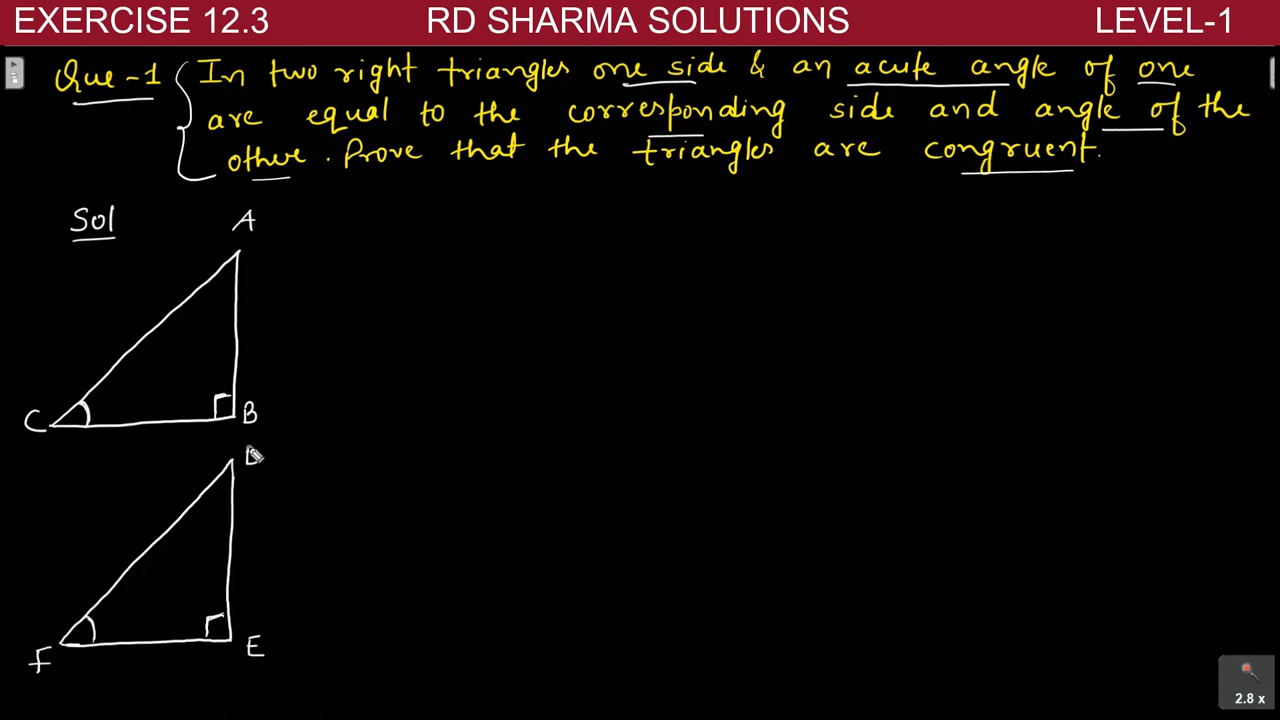 EXERCISE 12.3 RD SHARMA SOLUTIONS LEVEL-1
Que-1 In two right triangles one side & an acute angle of one
are equal to the corresponding side and angle of the
other. Prove that the triangles are congruent.
Sol A
C B
F E
2.8 x